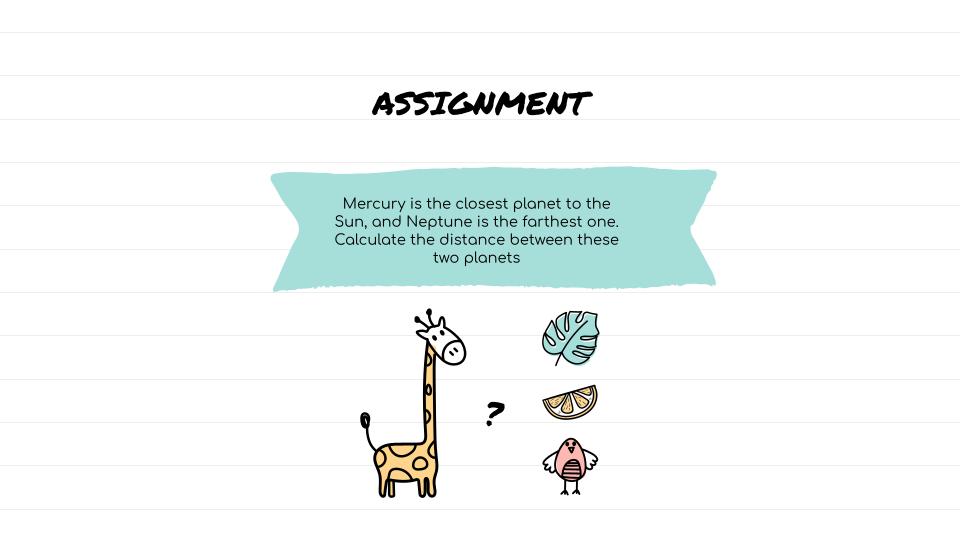 ASSIGNMENT
Mercury is the closest planet to the
Sun, and Neptune is the farthest one.
Calculate the distance between these
two planets
?